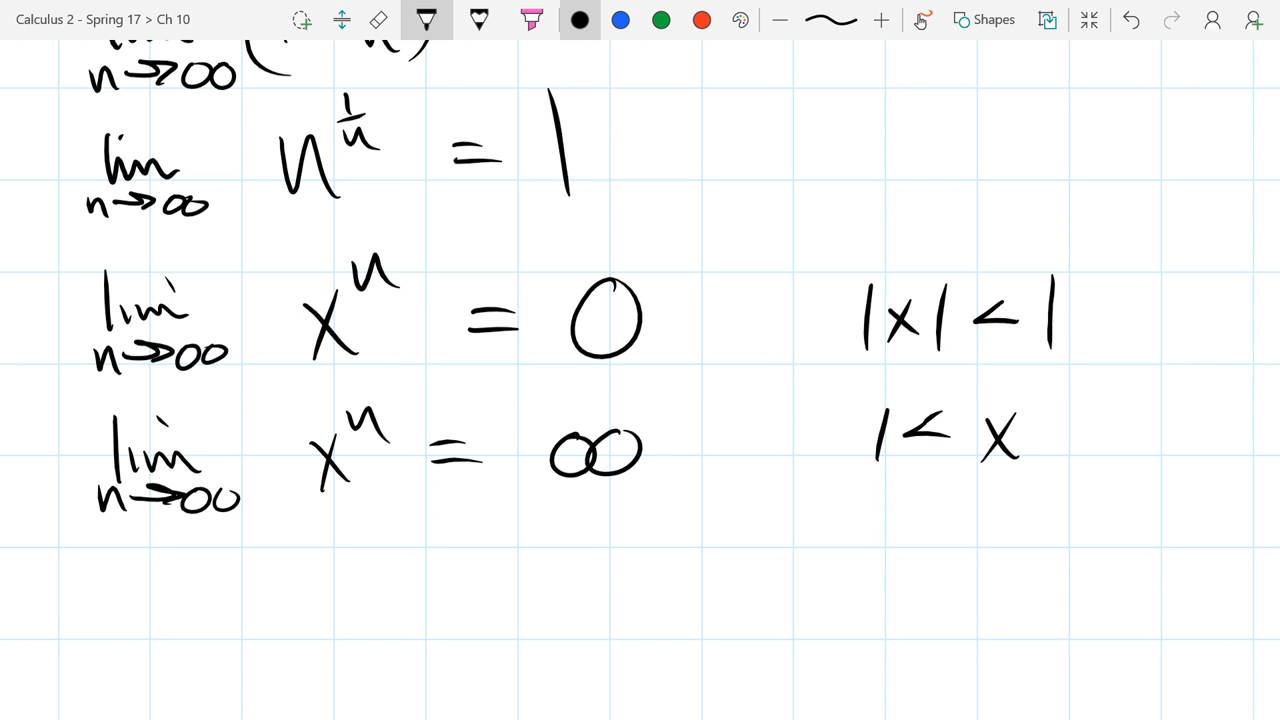 Calculus 2 - Spring 17 > Ch 10 Shapes
n→∞
lim n→∞ n^{1/n} = 1
lim n→∞ x^n = 0 |x| < 1
lim n→∞ x^n = ∞ 1 < x